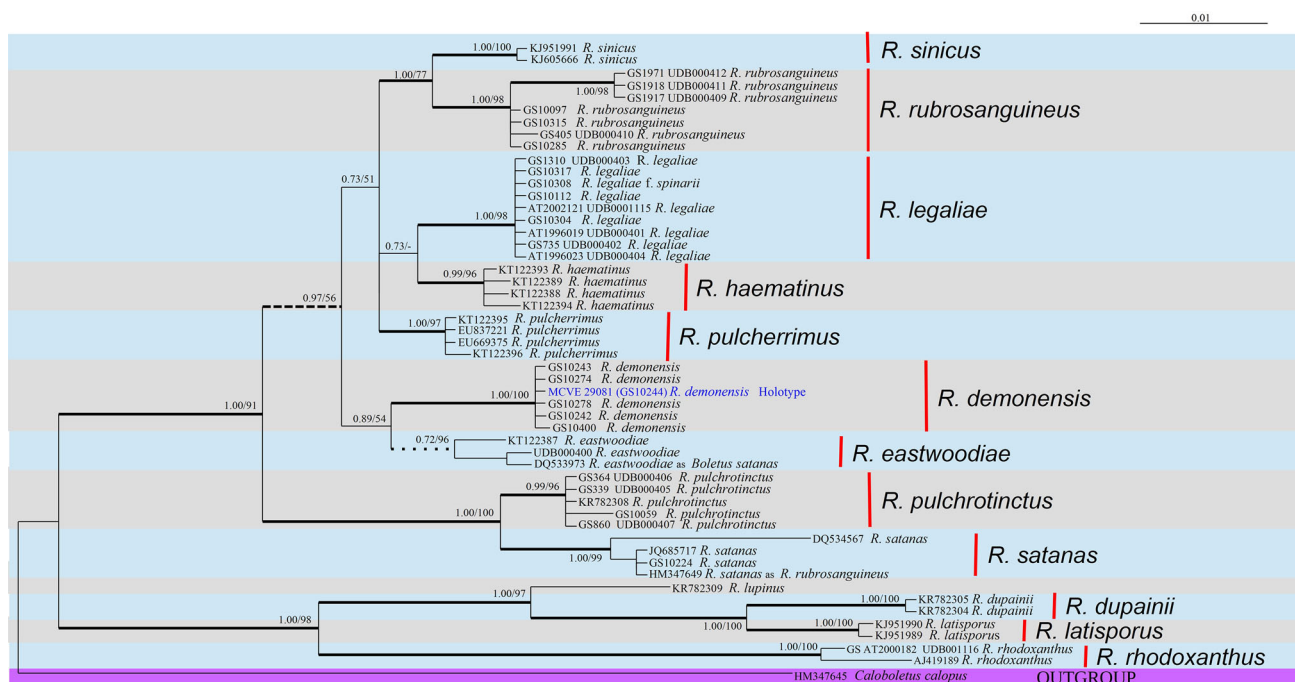 0.01
1.00/100
KJ951991 R. sinicus
KJ605666 R. sinicus
R. sinicus
1.00/77
GS1971 UDB000412 R. rubrosanguineus
GS1918 UDB000411 R. rubrosanguineus
GS1917 UDB000409 R. rubrosanguineus
1.00/98
1.00/98
GS10097 R. rubrosanguineus
GS10315 R. rubrosanguineus
GS405 UDB000410 R. rubrosanguineus
GS10285 R. rubrosanguineus
R. rubrosanguineus
0.73/51
GS1310 UDB000403 R. legaliae
GS10317 R. legaliae
GS10308 R. legaliae f. spinarii
GS10112 R. legaliae
AT2002121 UDB0001115 R. legaliae
GS10304 R. legaliae
AT1996019 UDB000401 R. legaliae
GS735 UDB000402 R. legaliae
AT1996023 UDB000404 R. legaliae
1.00/98
R. legaliae
0.73/-
0.99/96
KT122393 R. haematinus
KT122389 R. haematinus
KT122388 R. haematinus
KT122394 R. haematinus
R. haematinus
0.97/56
1.00/97
KT122395 R. pulcherrimus
EU837221 R. pulcherrimus
EU669375 R. pulcherrimus
KT122396 R. pulcherrimus
R. pulcherrimus
GS10243 R. demonensis
GS10274 R. demonensis
MCVE 29081 (GS10244) R. demonensis Holotype
GS10278 R. demonensis
GS10242 R. demonensis
GS10400 R. demonensis
1.00/100
R. demonensis
1.00/91
0.89/54
0.72/96
KT122387 R. eastwoodiae
UDB000400 R. eastwoodiae
DQ533973 R. eastwoodiae as Boletus satanas
R. eastwoodiae
0.99/96
GS364 UDB000406 R. pulchrotinctus
GS339 UDB000405 R. pulchrotinctus
KR782308 R. pulchrotinctus
GS10059 R. pulchrotinctus
GS860 UDB000407 R. pulchrotinctus
R. pulchrotinctus
1.00/100
DQ534567 R. satanas
JQ685717 R. satanas
GS10224 R. satanas
HM347649 R. satanas as R. rubrosanguineus
1.00/99
R. satanas
1.00/97
KR782309 R. lupinus
1.00/100
KR782305 R. dupainii
KR782304 R. dupainii
R. dupainii
1.00/98
1.00/100
1.00/100
KJ951990 R. latisporus
KJ951989 R. latisporus
R. latisporus
1.00/100
GS AT2000182 UDB001116 R. rhodoxanthus
AJ419189 R. rhodoxanthus
R. rhodoxanthus
HM347645 Caloboletus calopus
OUTGROUP